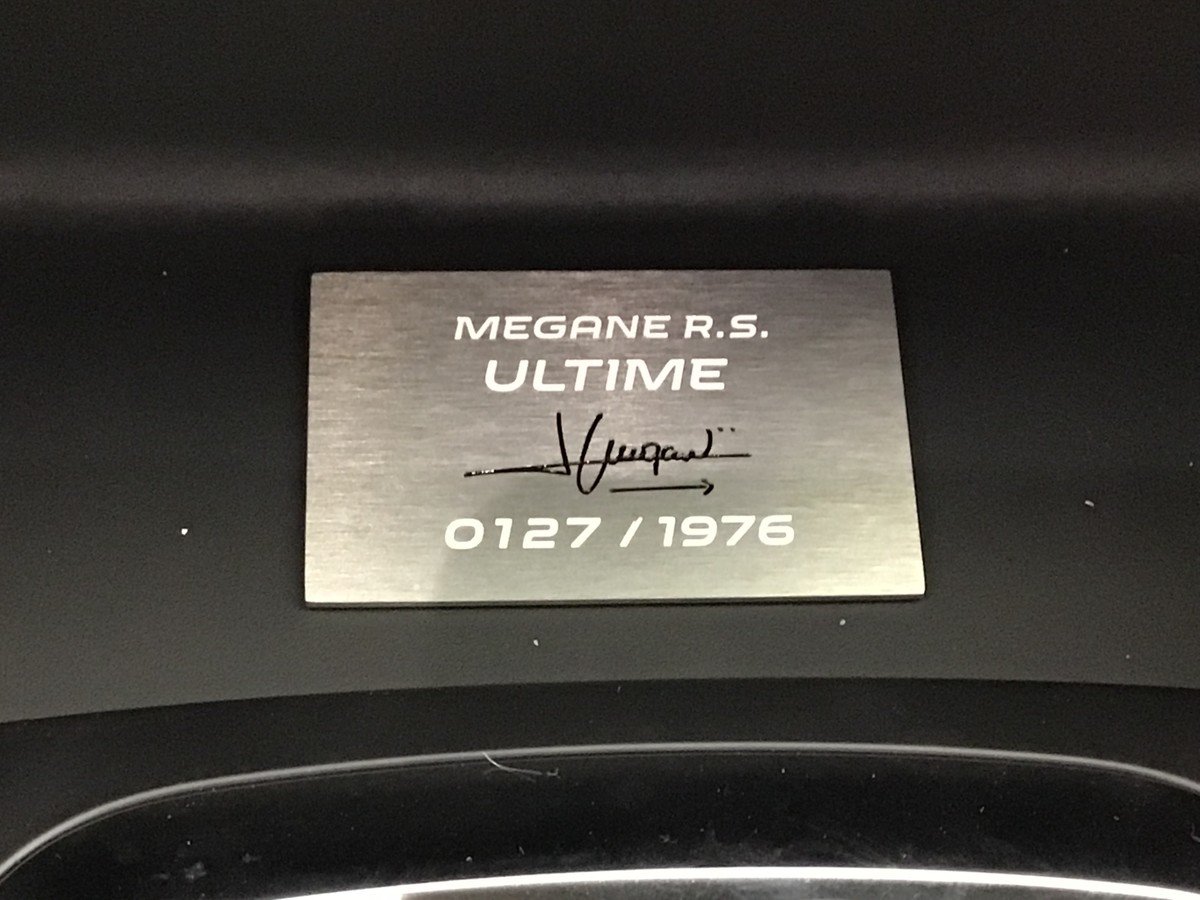 MEGANE R.S.
ULTIME
0127 / 1976